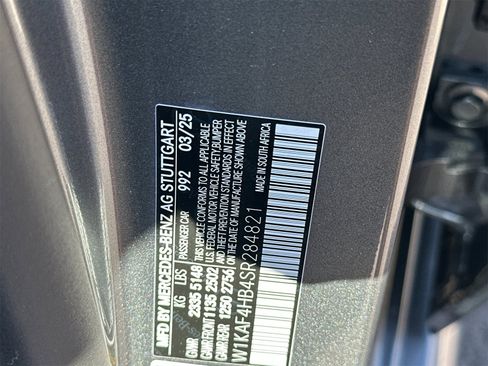 MFD BY MERCEDES-BENZ AG STUTTGART
PASSENGER CAR 992 03/25
KG LBS
GVWR 2335 5148
GAWR FRONT 1135 2502
GAWR REAR 1250 2756
THIS VEHICLE CONFORMS TO ALL APPLICABLE
U.S. FEDERAL MOTOR VEHICLE SAFETY, BUMPER
AND THEFT PREVENTION STANDARDS IN EFFECT
ON THE DATE OF MANUFACTURE SHOWN ABOVE.
W1KAF4HB4SR284821
MADE IN SOUTH AFRICA